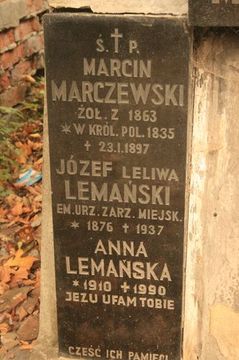 Ś. † P.
MARCIN
MARCZEWSKI
ŻOŁ. Z 1863
* W KRÓL. POL. 1835
† 23.I.1897
JÓZEF LELIWA
LEMAŃSKI
EM. URZ. ZARZ. MIEJSK.
* 1876 † 1937
ANNA
LEMAŃSKA
*1910 † 1990
JEZU UFAM TOBIE
CZEŚĆ ICH PAMIĘCI